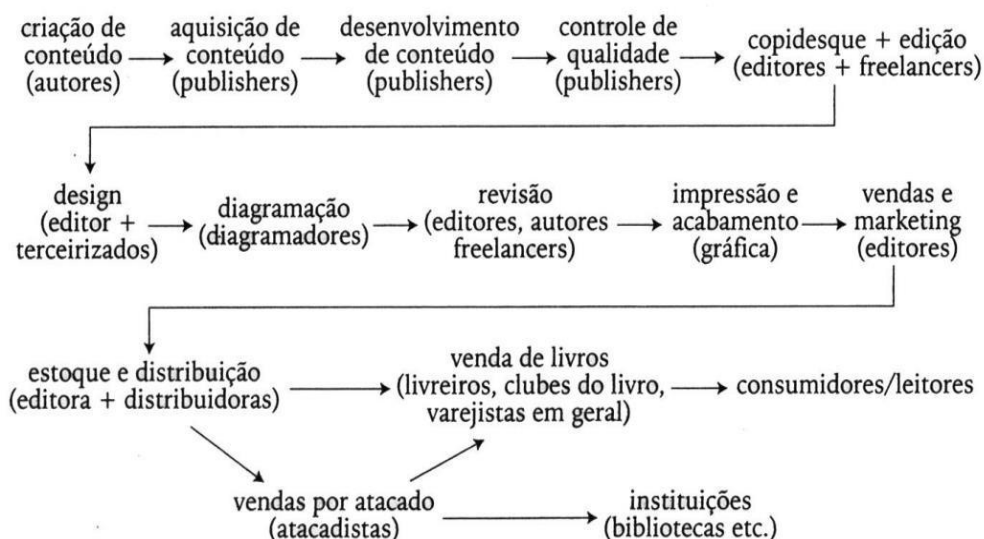 criação de
conteúdo
(autores)
aquisição de
conteúdo
(publishers)
desenvolvimento
de conteúdo
(publishers)
controle de
qualidade
(publishers)
copidesque + edição
(editores + freelancers)
design
(editor +
terceirizados)
diagramação
(diagramadores)
revisão
(editores, autores
freelancers)
impressão e
acabamento
(gráfica)
vendas e
marketing
(editores)
estoque e distribuição
(editora + distribuidoras)
venda de livros
(livreiros, clubes do livro,
varejistas em geral)
consumidores/leitores
vendas por atacado
(atacadistas)
instituições
(bibliotecas etc.)